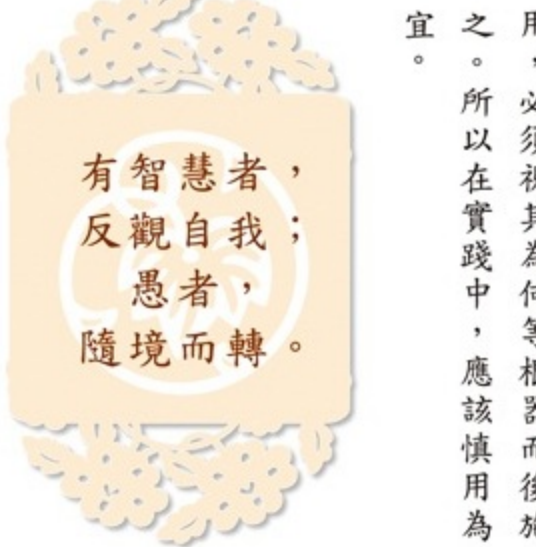 用，必須視其為何等根器而後施
之。所以在實踐中，應該慎用為
宜。
有智慧者，
反觀自我；
愚者，
隨境而轉。